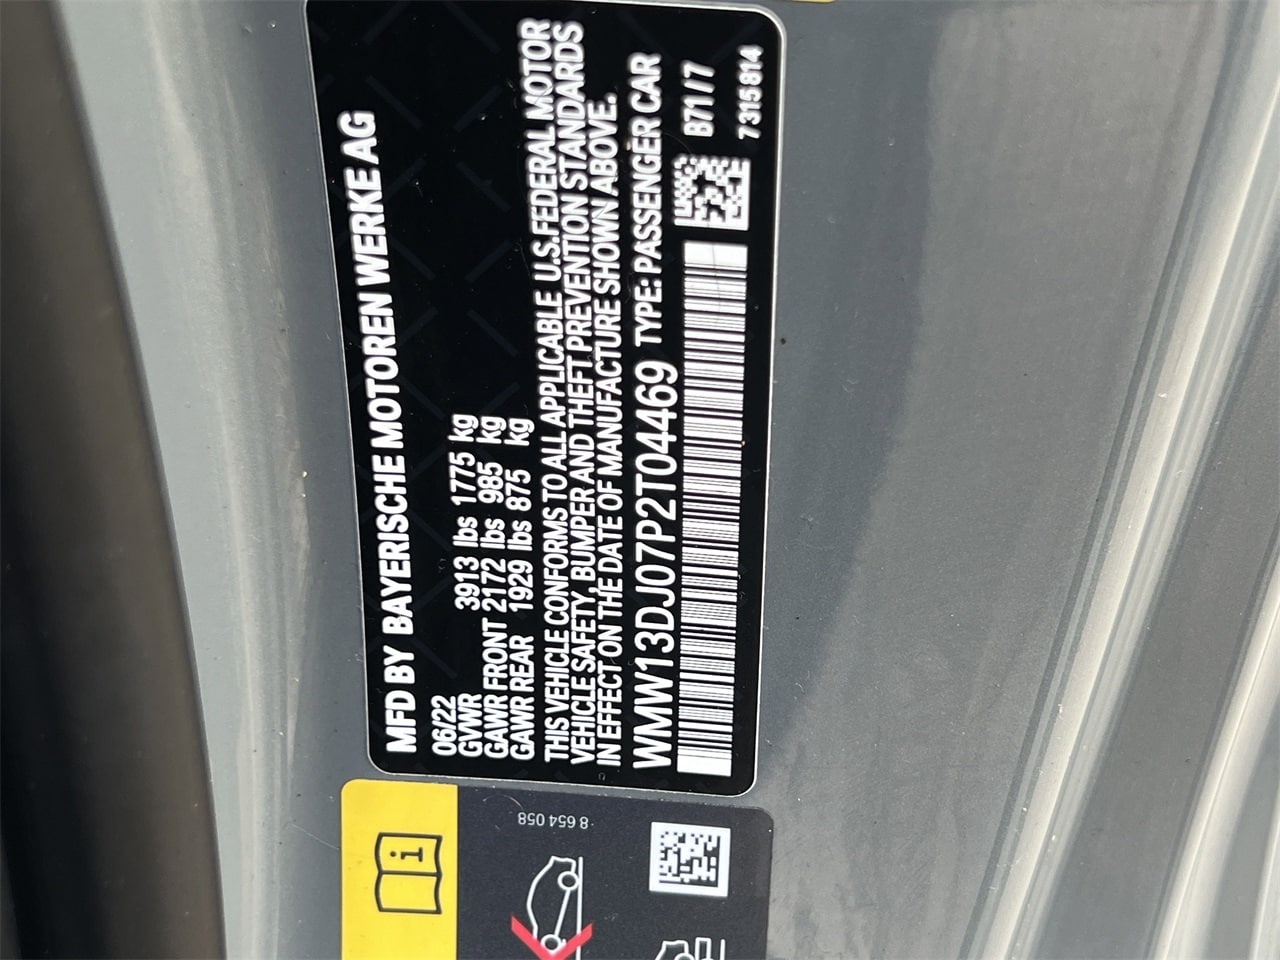 MFD BY BAYERISCHE MOTOREN WERKE AG
06/22
GVWR 3913 lbs 1775 kg
GAWR FRONT 2172 lbs 985 kg
GAWR REAR 1929 lbs 875 kg
THIS VEHICLE CONFORMS TO ALL APPLICABLE U.S.FEDERAL MOTOR
VEHICLE SAFETY, BUMPER AND THEFT PREVENTION STANDARDS
IN EFFECT ON THE DATE OF MANUFACTURE SHOWN ABOVE.
WMW13DJ07P2T04469 TYPE: PASSENGER CAR
B71/7
7315814
8 654 058